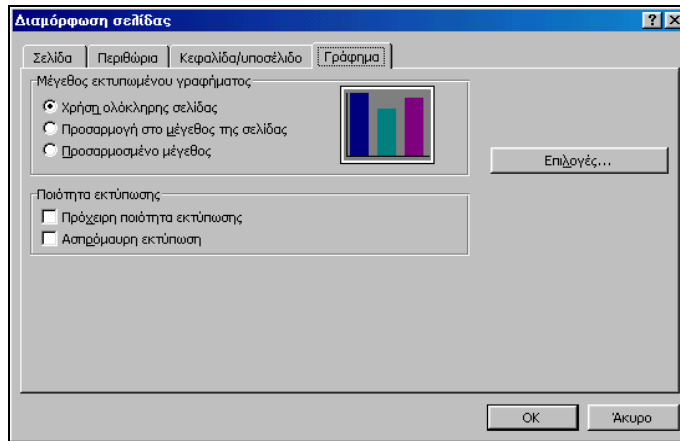 Διαμόρφωση σελίδας
Σελίδα Περιθώρια Κεφαλίδα/υποσέλιδο Γράφημα
Μέγεθος εκτυπωμένου γραφήματος
Χρήση ολόκληρης σελίδας
Προσαρμογή στο μέγεθος της σελίδας
Προσαρμοσμένο μέγεθος
Επιλογές...
Ποιότητα εκτύπωσης
Πρόχειρη ποιότητα εκτύπωσης
Ασπρόμαυρη εκτύπωση
OK Άκυρο